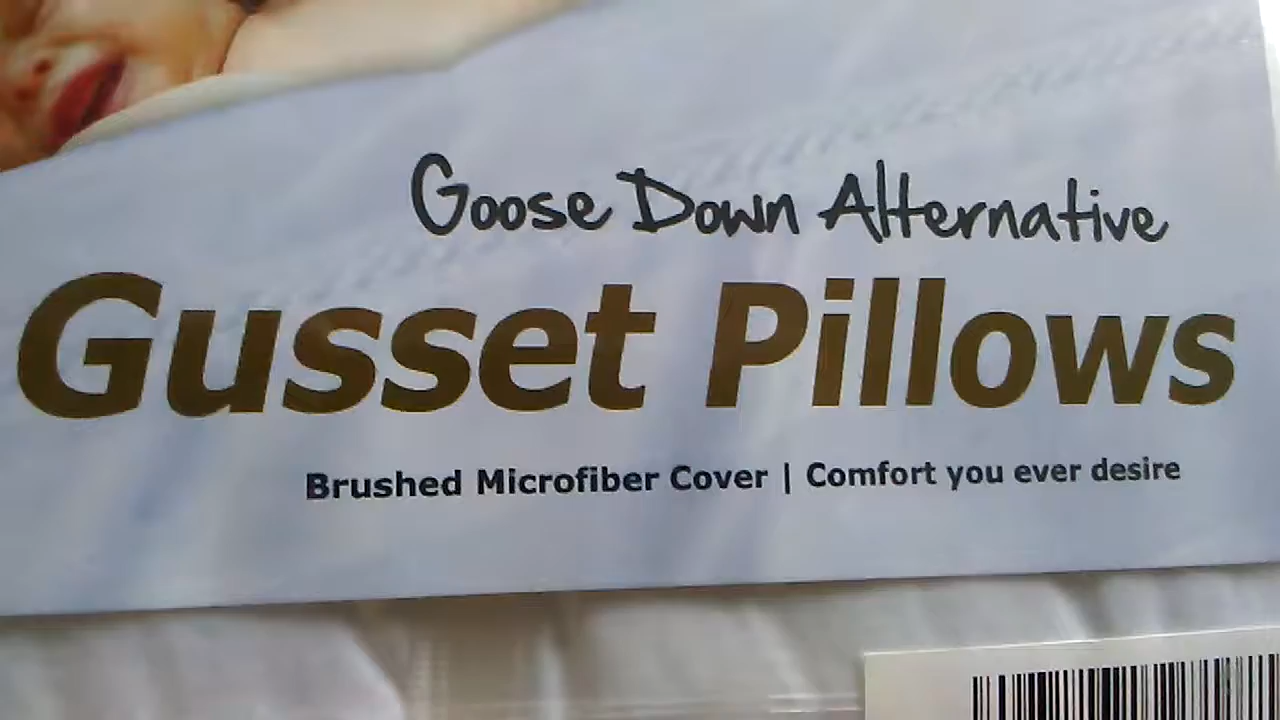 Goose Down Alternative
Gusset Pillows
Brushed Microfiber Cover | Comfort you ever desire